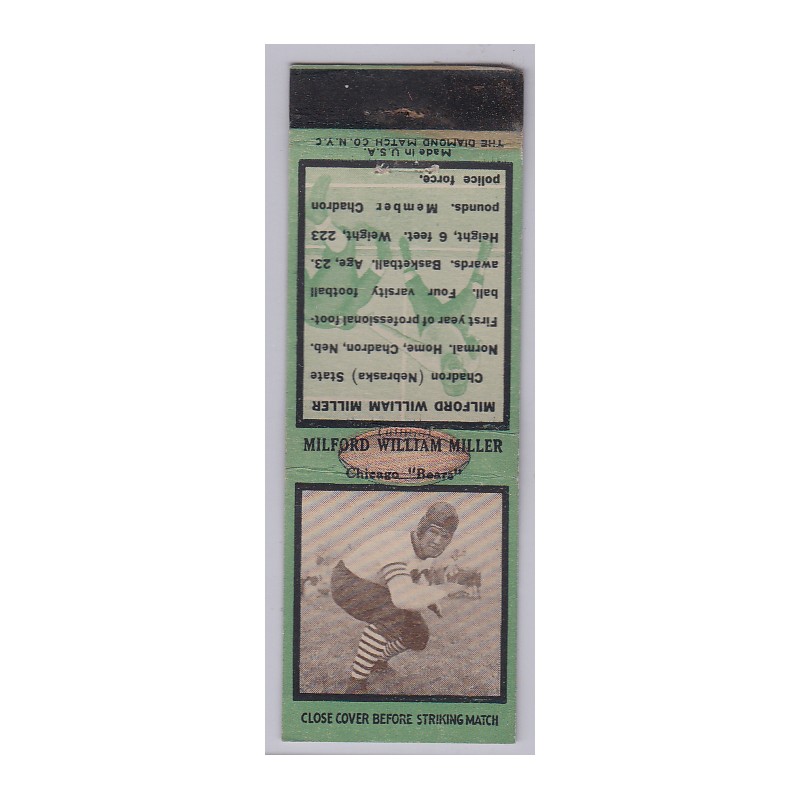 MILFORD WILLIAM MILLER
Chicago "Bears"
CLOSE COVER BEFORE STRIKING MATCH
MILFORD WILLIAM MILLER
Chadron (Nebraska) State
Normal. Home, Chadron, Neb.
First year of professional foot-
ball. Four varsity football
awards. Basketball. Age, 23.
Height, 6 feet. Weight, 223
pounds. Member Chadron
police force.
Made in U.S.A.
THE DIAMOND MATCH CO. N.Y.C